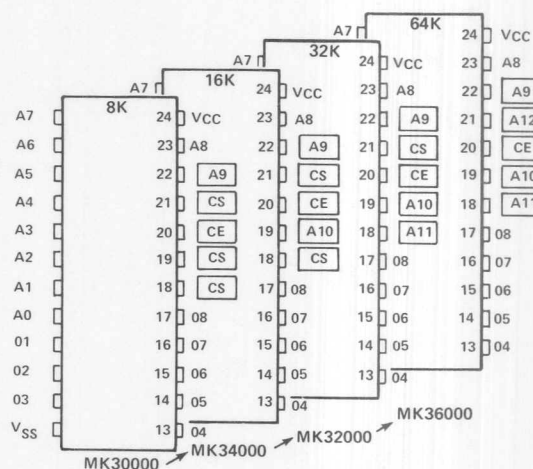 8K
A7
A6
A5
A4
A3
A2
A1
A0
01
02
03
VSS
24 VCC
23 A8
22 A9
21 CS
20 CE
19 CS
18 CS
17 08
16 07
15 06
14 05
13 04
A7
16K
24 VCC
23 A8
22 A9
21 CS
20 CE
19 A10
18 CS
17 08
16 07
15 06
14 05
13 04
A7
32K
24 VCC
23 A8
22 A9
21 CS
20 CE
19 A10
18 A11
17 08
16 07
15 06
14 05
13 04
A7
64K
24 VCC
23 A8
22 A9
21 A12
20 CE
19 A10
18 A11
17 08
16 07
15 06
14 05
13 04
MK30000
MK34000
MK32000
MK36000